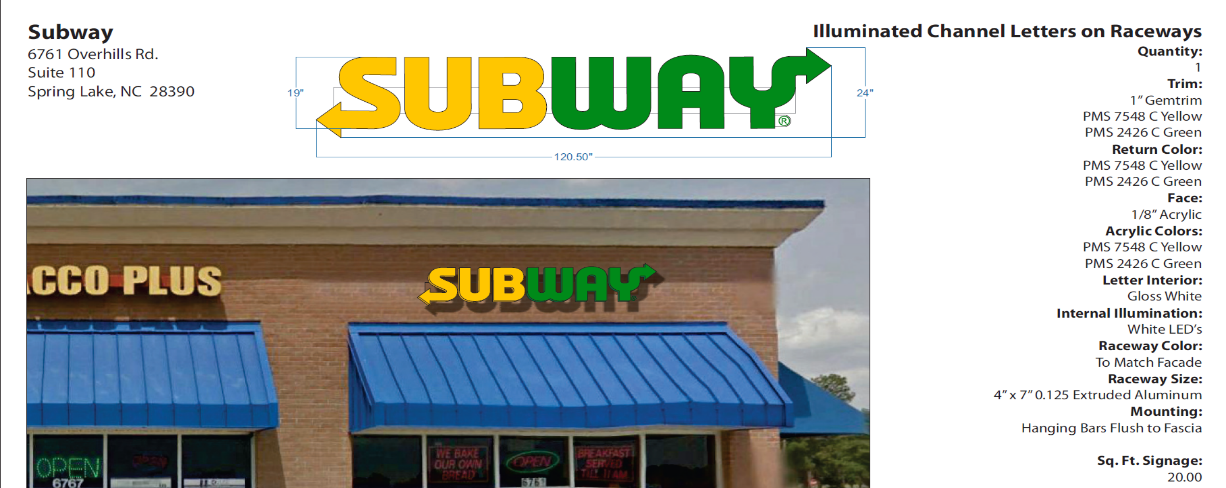 Subway
6761 Overhills Rd.
Suite 110
Spring Lake, NC 28390
SUBWAY®
19"
24"
120.50"
Illuminated Channel Letters on Raceways
Quantity:
1
Trim:
1" Gemtrim
PMS 7548 C Yellow
PMS 2426 C Green
Return Color:
PMS 7548 C Yellow
PMS 2426 C Green
Face:
1/8" Acrylic
Acrylic Colors:
PMS 7548 C Yellow
PMS 2426 C Green
Letter Interior:
Gloss White
Internal Illumination:
White LED's
Raceway Color:
To Match Facade
Raceway Size:
4" x 7" 0.125 Extruded Aluminum
Mounting:
Hanging Bars Flush to Fascia
Sq. Ft. Signage:
20.00
ACCO PLUS
SUBWAY
OPEN
6767
OPEN
WE BAKE
OUR OWN
BREAD
OPEN
6761
BREAKFAST
SERVED
TILL 11AM